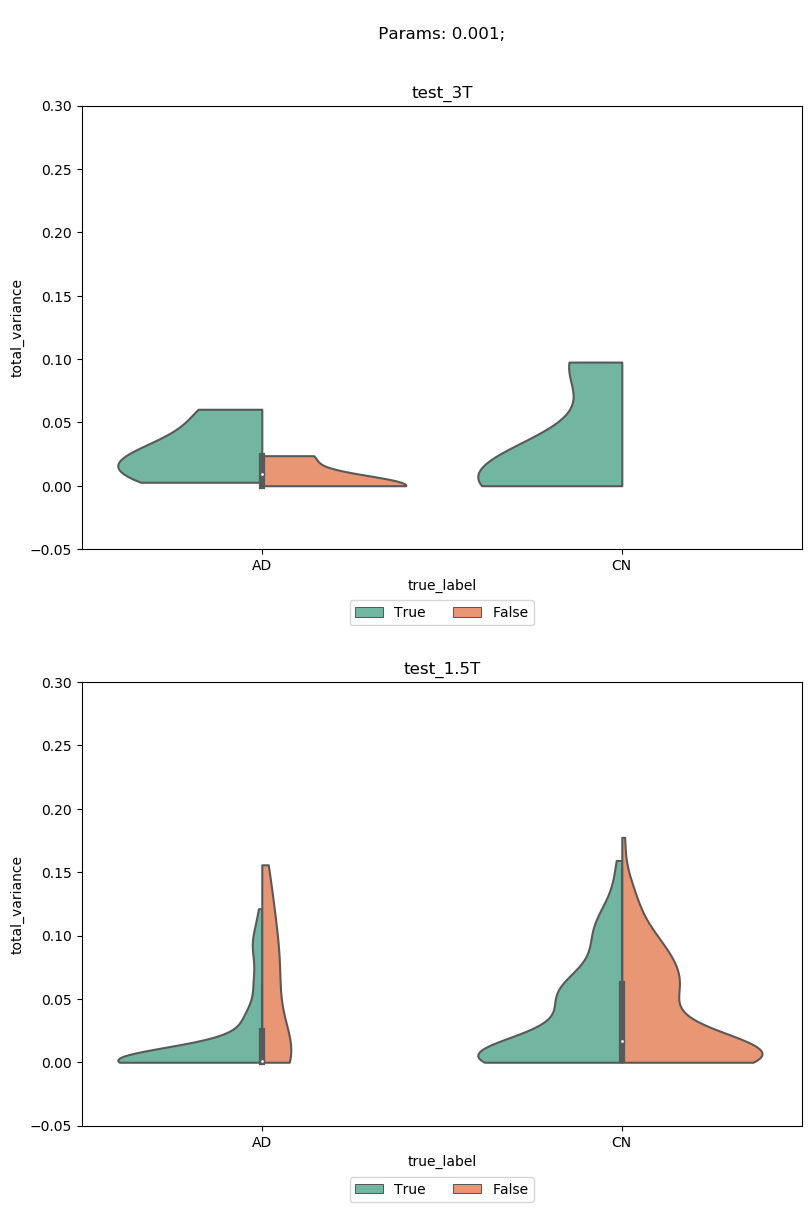 Params: 0.001;
test_3T
0.30
0.25
0.20
0.15
0.10
0.05
0.00
−0.05
total_variance
AD CN
true_label
True False
test_1.5T
0.30
0.25
0.20
0.15
0.10
0.05
0.00
−0.05
total_variance
AD CN
true_label
True False